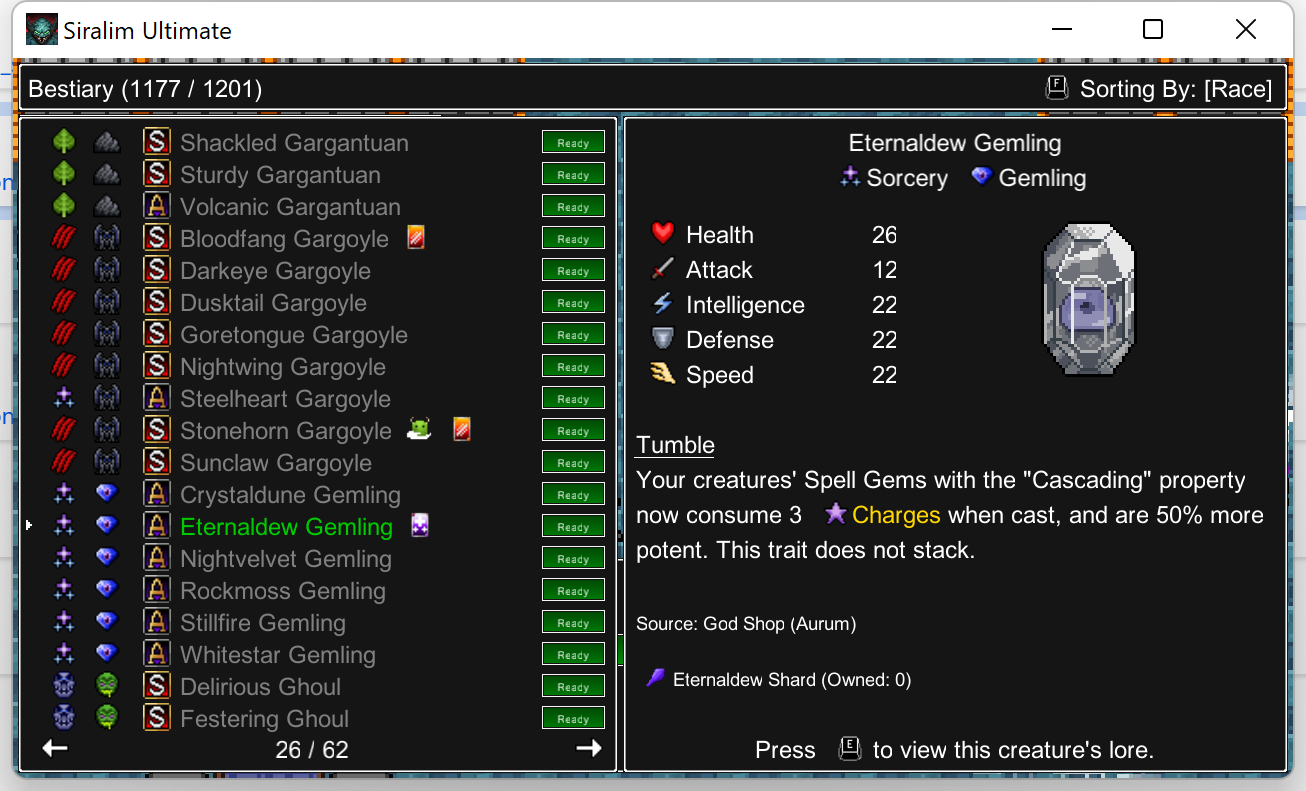 Siralim Ultimate
Bestiary (1177 / 1201)
F
Sorting By: [Race]
S Shackled Gargantuan Ready
S Sturdy Gargantuan Ready
A Volcanic Gargantuan Ready
S Bloodfang Gargoyle Ready
S Darkeye Gargoyle Ready
S Dusktail Gargoyle Ready
S Goretongue Gargoyle Ready
S Nightwing Gargoyle Ready
A Steelheart Gargoyle Ready
S Stonehorn Gargoyle Ready
S Sunclaw Gargoyle Ready
A Crystaldune Gemling Ready
A Eternaldew Gemling Ready
A Nightvelvet Gemling Ready
A Rockmoss Gemling Ready
A Stillfire Gemling Ready
A Whitestar Gemling Ready
S Delirious Ghoul Ready
S Festering Ghoul Ready
26 / 62
Eternaldew Gemling
Sorcery Gemling
Health 26
Attack 12
Intelligence 22
Defense 22
Speed 22
Tumble
Your creatures' Spell Gems with the "Cascading" property
now consume 3 Charges when cast, and are 50% more
potent. This trait does not stack.
Source: God Shop (Aurum)
Eternaldew Shard (Owned: 0)
Press E to view this creature's lore.